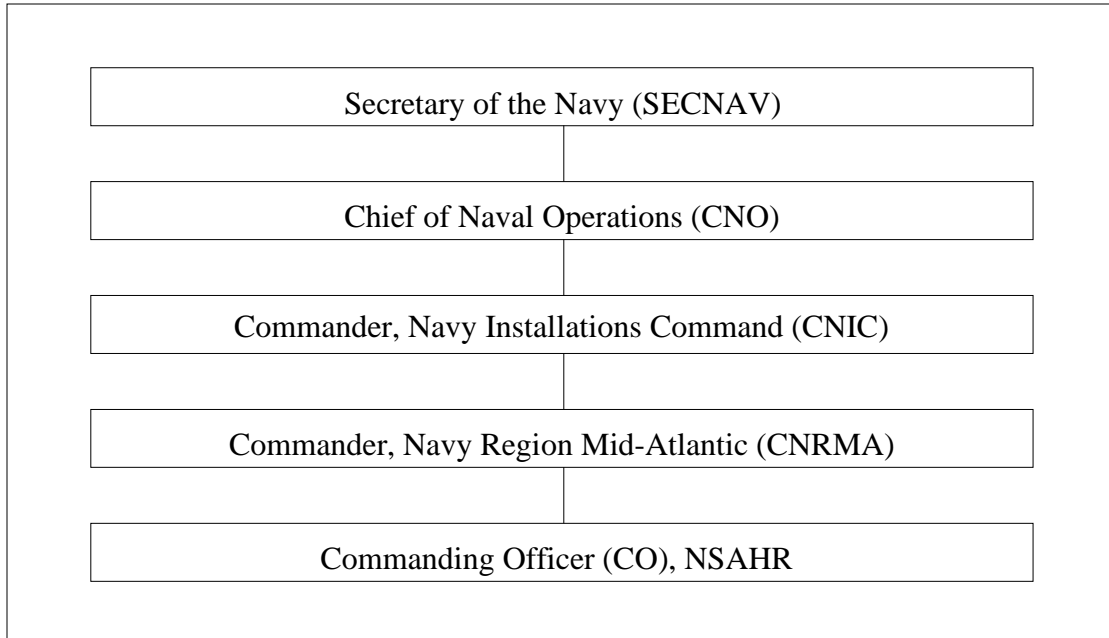 Secretary of the Navy (SECNAV)
Chief of Naval Operations (CNO)
Commander, Navy Installations Command (CNIC)
Commander, Navy Region Mid-Atlantic (CNRMA)
Commanding Officer (CO), NSAHR